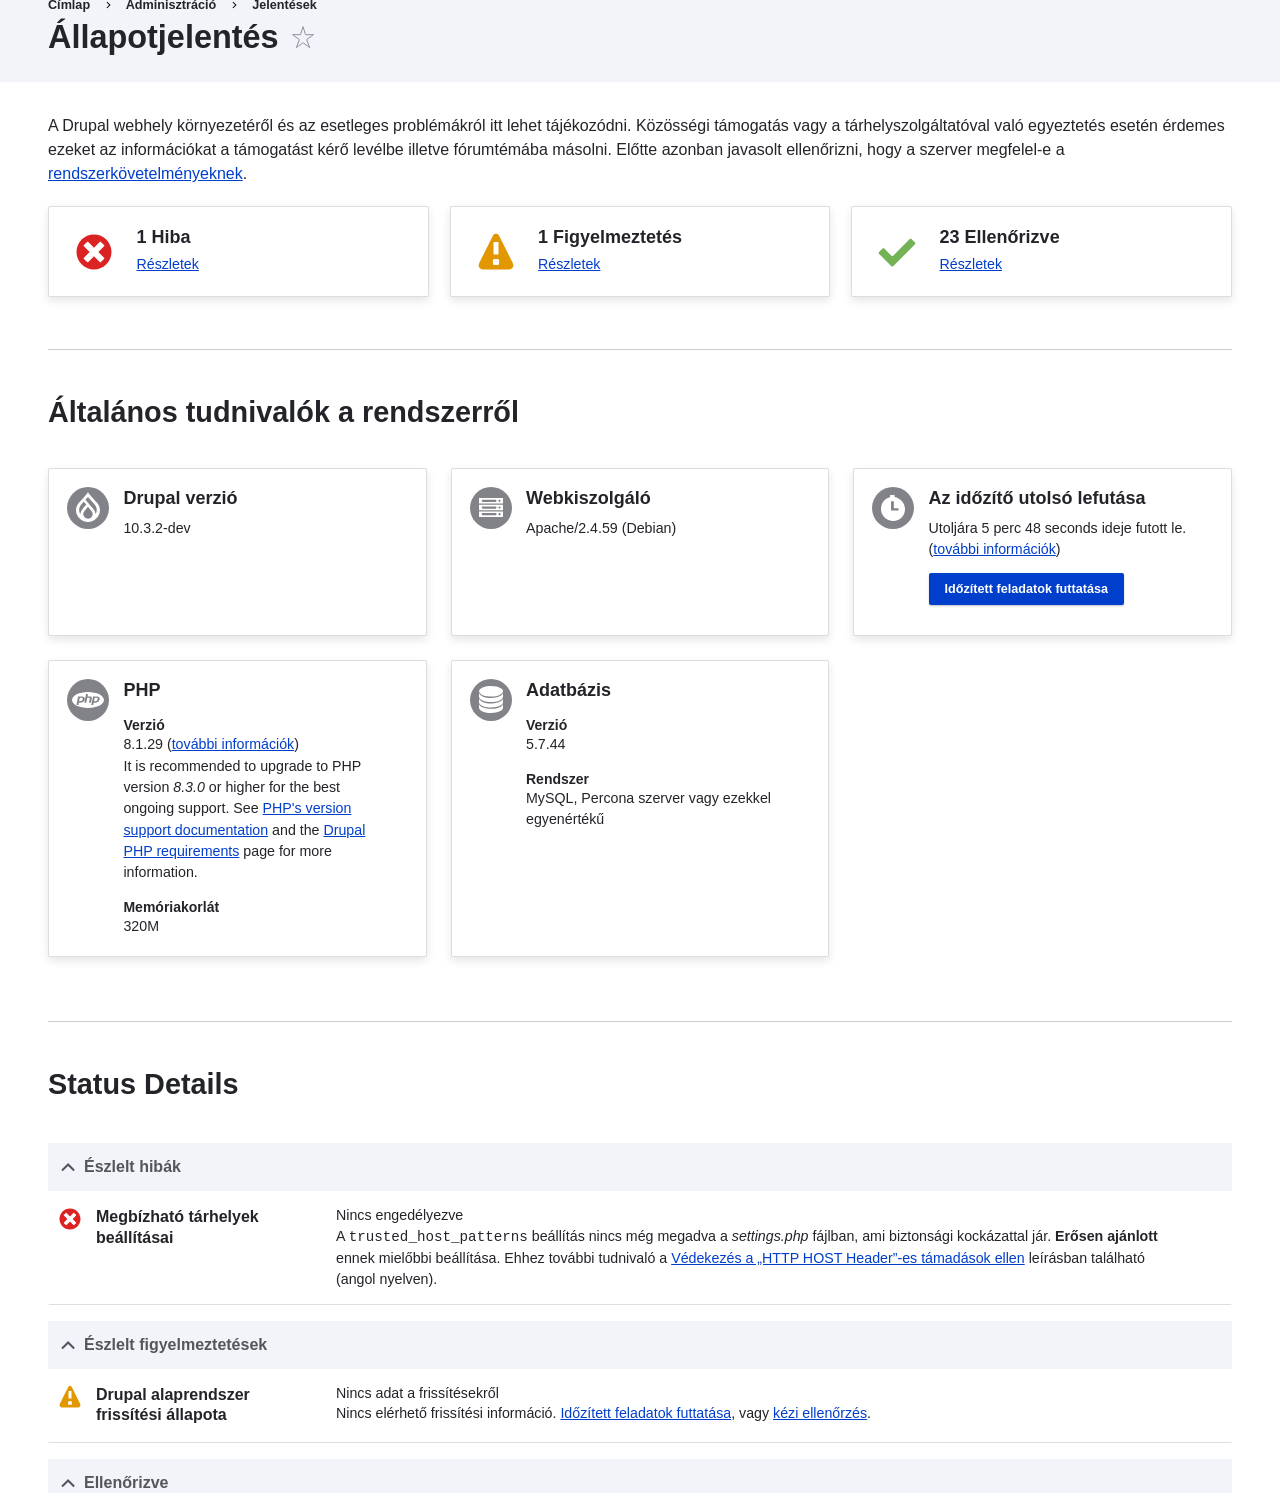 Címlap › Adminisztráció › Jelentések
Állapotjelentés ☆
A Drupal webhely környezetéről és az esetleges problémákról itt lehet tájékozódni. Közösségi támogatás vagy a tárhelyszolgáltatóval való egyeztetés esetén érdemes
ezeket az információkat a támogatást kérő levélbe illetve fórumtémába másolni. Előtte azonban javasolt ellenőrizni, hogy a szerver megfelel-e a
rendszerkövetelményeknek.
1 Hiba
Részletek
1 Figyelmeztetés
Részletek
23 Ellenőrizve
Részletek
Általános tudnivalók a rendszerről
Drupal verzió
10.3.2-dev
Webkiszolgáló
Apache/2.4.59 (Debian)
Az időzítő utolsó lefutása
Utoljára 5 perc 48 seconds ideje futott le.
(további információk)
Időzített feladatok futtatása
php
PHP
Verzió
8.1.29 (további információk)
It is recommended to upgrade to PHP
version 8.3.0 or higher for the best
ongoing support. See PHP's version
support documentation and the Drupal
PHP requirements page for more
information.
Memóriakorlát
320M
Adatbázis
Verzió
5.7.44
Rendszer
MySQL, Percona szerver vagy ezekkel
egyenértékű
Status Details
Észlelt hibák
Megbízható tárhelyek
beállításai
Nincs engedélyezve
A trusted_host_patterns beállítás nincs még megadva a settings.php fájlban, ami biztonsági kockázattal jár. Erősen ajánlott
ennek mielőbbi beállítása. Ehhez további tudnivaló a Védekezés a „HTTP HOST Header”-es támadások ellen leírásban található
(angol nyelven).
Észlelt figyelmeztetések
Drupal alaprendszer
frissítési állapota
Nincs adat a frissítésekről
Nincs elérhető frissítési információ. Időzített feladatok futtatása, vagy kézi ellenőrzés.
Ellenőrizve